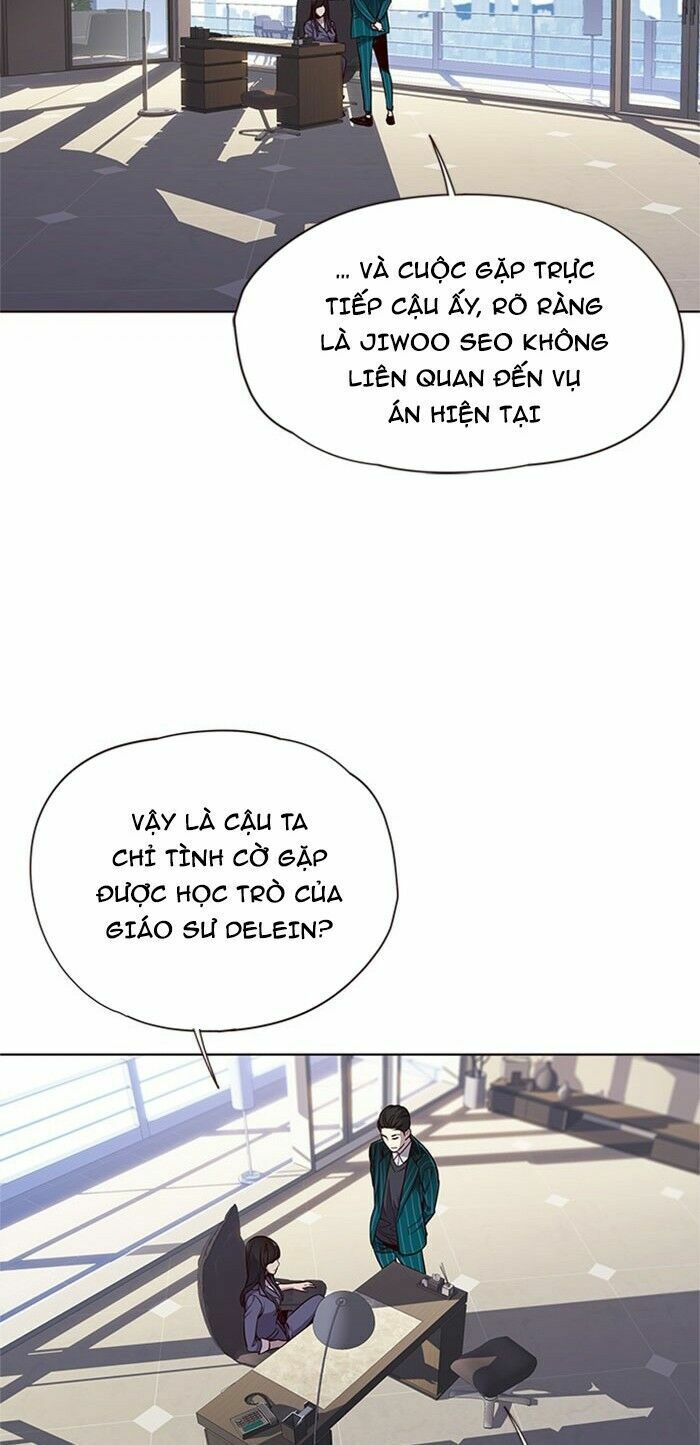 ... VÀ CUỘC GẶP TRỰC
TIẾP CẬU ẤY, RÕ RÀNG
LÀ JIWOO SEO KHÔNG
LIÊN QUAN ĐẾN VỤ
ÁN HIỆN TẠI
VẬY LÀ CẬU TA
CHỈ TÌNH CỜ GẶP
ĐƯỢC HỌC TRÒ CỦA
GIÁO SƯ DELEIN?